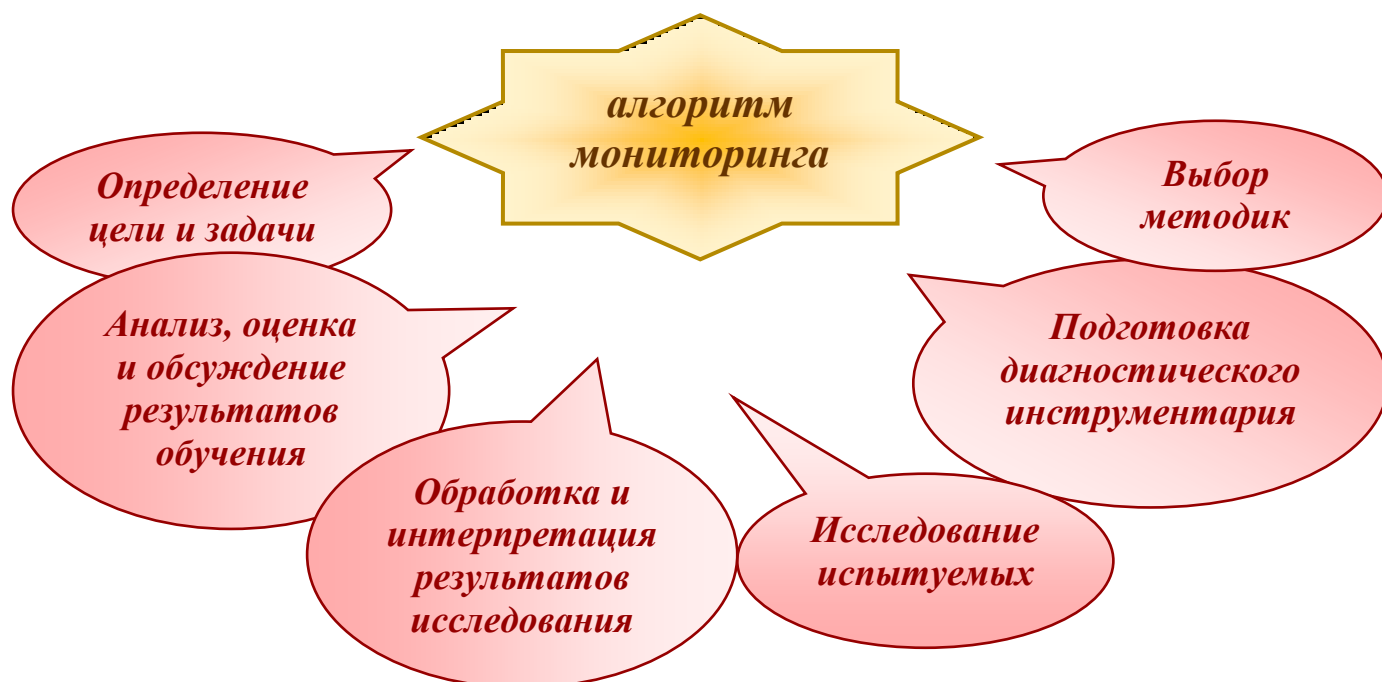 алгоритм
мониторинга
Определение
цели и задачи
Выбор
методик
Анализ, оценка
и обсуждение
результатов
обучения
Подготовка
диагностического
инструментария
Обработка и
интерпретация
результатов
исследования
Исследование
испытуемых